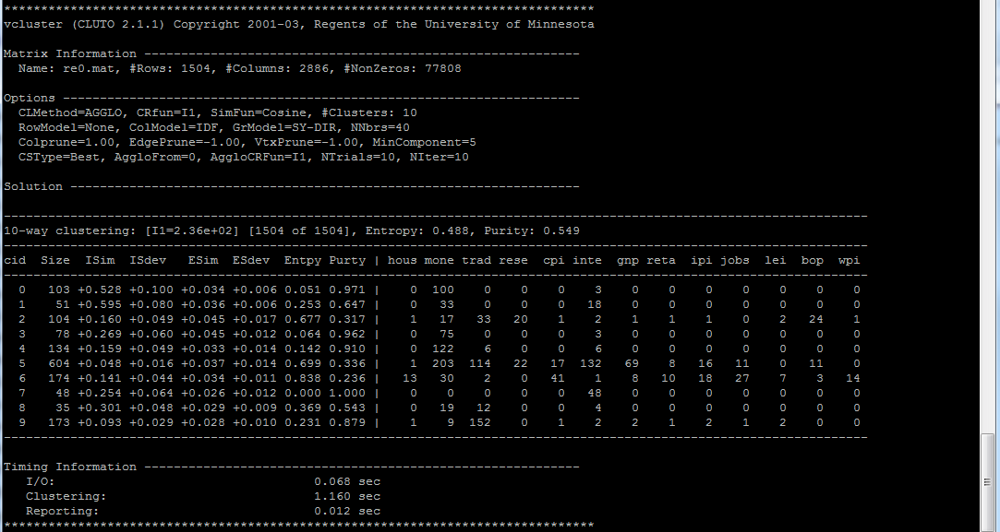 ********************************************************************************
vcluster (CLUTO 2.1.1) Copyright 2001-03, Regents of the University of Minnesota

Matrix Information -----------------------------------------------------------
  Name: re0.mat, #Rows: 1504, #Columns: 2886, #NonZeros: 77808

Options ----------------------------------------------------------------------
  CLMethod=AGGLO, CRfun=I1, SimFun=Cosine, #Clusters: 10
  RowModel=None, ColModel=IDF, GrModel=SY-DIR, NNbrs=40
  Colprune=1.00, EdgePrune=-1.00, VtxPrune=-1.00, MinComponent=5
  CSType=Best, AggloFrom=0, AggloCRFun=I1, NTrials=10, NIter=10

Solution ---------------------------------------------------------------------

---------------------------------------------------------------------------------------------------------------------
10-way clustering: [I1=2.36e+02] [1504 of 1504], Entropy: 0.488, Purity: 0.549
---------------------------------------------------------------------------------------------------------------------
cid  Size  ISim  ISdev   ESim  ESdev  Entpy Purty | hous mone trad rese  cpi inte  gnp reta  ipi jobs  lei  bop  wpi
---------------------------------------------------------------------------------------------------------------------
  0   103 +0.528 +0.100 +0.034 +0.006 0.051 0.971 |    0  100    0    0    0    3    0    0    0    0    0    0    0
  1    51 +0.595 +0.080 +0.036 +0.006 0.253 0.647 |    0   33    0    0    0   18    0    0    0    0    0    0    0
  2   104 +0.160 +0.049 +0.045 +0.017 0.677 0.317 |    1   17   33   20    1    2    1    1    1    0    2   24    1
  3    78 +0.269 +0.060 +0.045 +0.012 0.064 0.962 |    0   75    0    0    0    3    0    0    0    0    0    0    0
  4   134 +0.159 +0.049 +0.033 +0.014 0.142 0.910 |    0  122    6    0    0    6    0    0    0    0    0    0    0
  5   604 +0.048 +0.016 +0.037 +0.014 0.699 0.336 |    1  203  114   22   17  132   69    8   16   11    0   11    0
  6   174 +0.141 +0.044 +0.034 +0.011 0.838 0.236 |   13   30    2    0   41    1    8   10   18   27    7    3   14
  7    48 +0.254 +0.064 +0.026 +0.012 0.000 1.000 |    0    0    0    0    0   48    0    0    0    0    0    0    0
  8    35 +0.301 +0.048 +0.029 +0.009 0.369 0.543 |    0   19   12    0    0    4    0    0    0    0    0    0    0
  9   173 +0.093 +0.029 +0.028 +0.010 0.231 0.879 |    1    9  152    0    1    2    2    1    2    1    2    0    0
---------------------------------------------------------------------------------------------------------------------

Timing Information -----------------------------------------------------------
   I/O:                                   0.068 sec
   Clustering:                            1.160 sec
   Reporting:                             0.012 sec
********************************************************************************